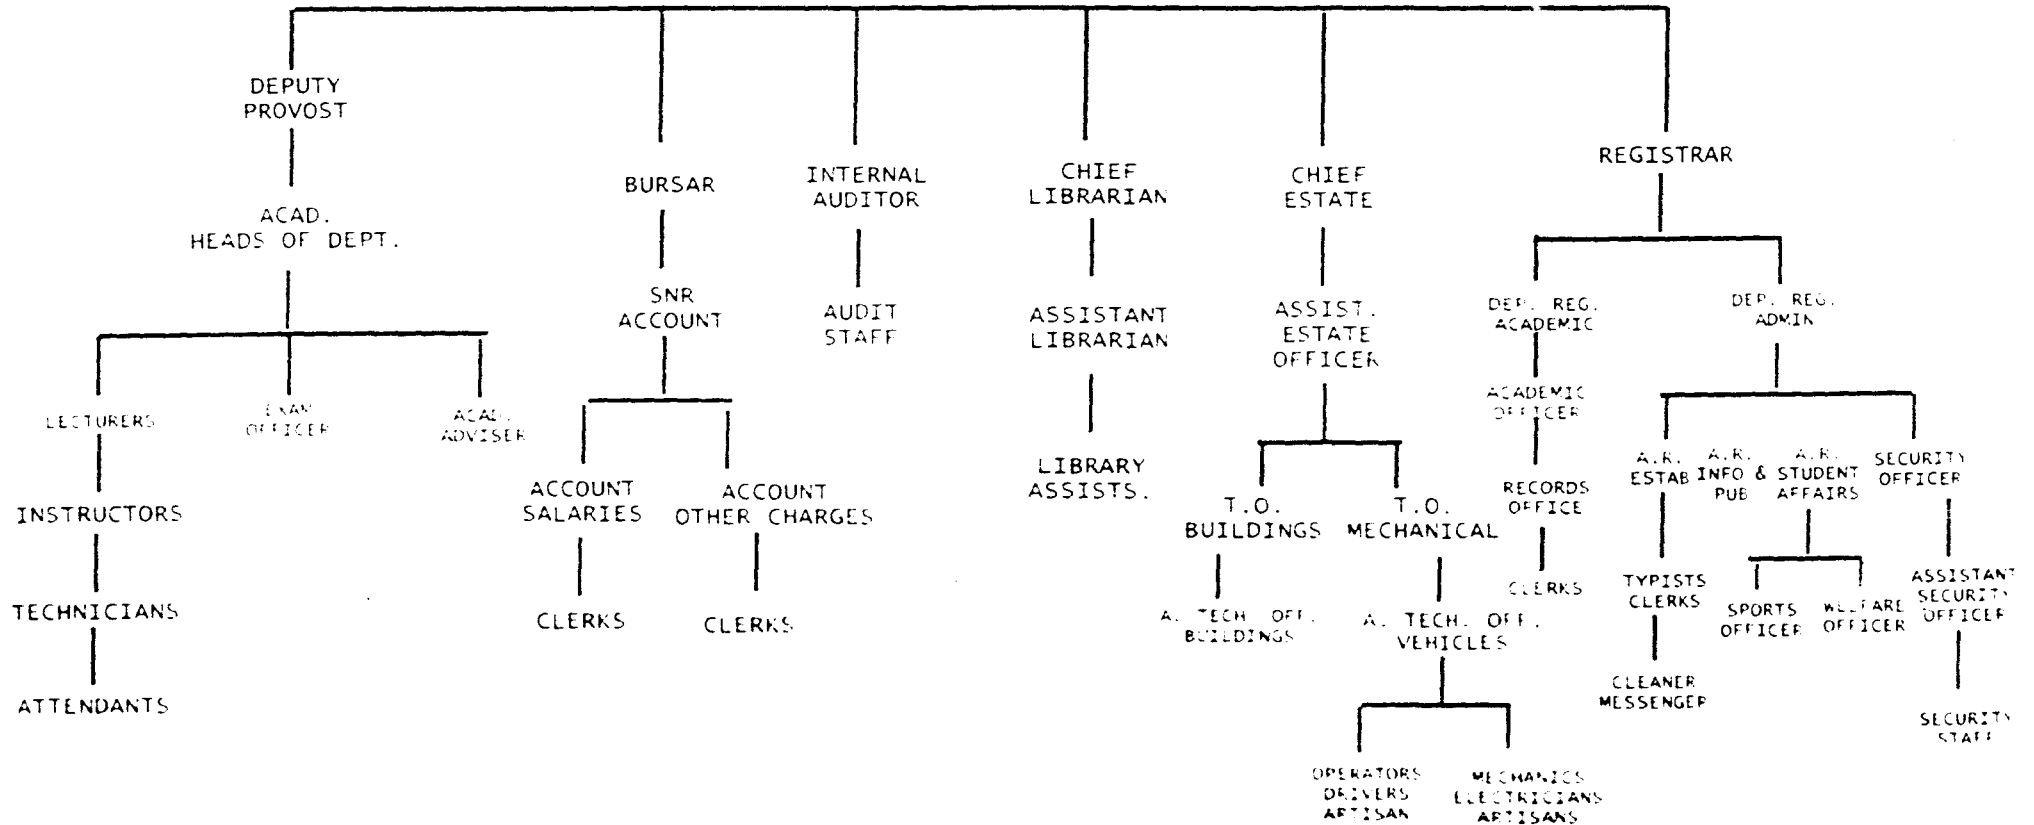 DEPUTY
PROVOST
ACAD.
HEADS OF DEPT.
LECTURERS
EXAM
OFFICER
ACAD.
ADVISER
INSTRUCTORS
TECHNICIANS
ATTENDANTS
BURSAR
SNR
ACCOUNT
ACCOUNT
SALARIES
CLERKS
ACCOUNT
OTHER CHARGES
CLERKS
INTERNAL
AUDITOR
AUDIT
STAFF
CHIEF
LIBRARIAN
ASSISTANT
LIBRARIAN
LIBRARY
ASSISTS.
CHIEF
ESTATE
ASSIST.
ESTATE
OFFICER
T.O.
BUILDINGS
A. TECH. OFF.
BUILDINGS
T.O.
MECHANICAL
A. TECH. OFF.
VEHICLES
OPERATORS
DRIVERS
ARTISAN
MECHANICS
ELECTRICIANS
ARTISANS
REGISTRAR
DEP. REG.
ACADEMIC
ACADEMIC
OFFICER
RECORDS
OFFICE
CLERKS
DEP. REG.
ADMIN
A.R.
ESTAB
TYPISTS
CLERKS
CLEANER
MESSENGER
A.R.
INFO &
PUB
A.R.
STUDENT
AFFAIRS
SPORTS
OFFICER
WELFARE
OFFICER
SECURITY
OFFICER
ASSISTANT
SECURITY
OFFICER
SECURITY
STAFF